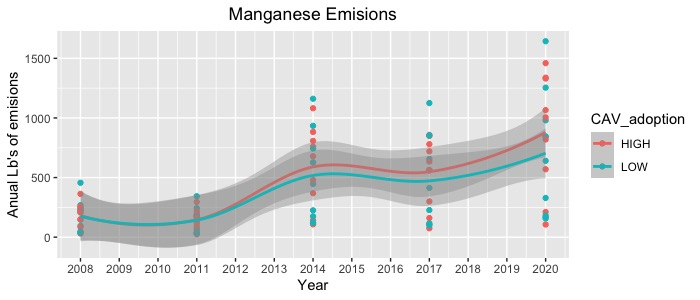 Manganese Emisions
Anual Lb's of emisions
1500
1000
500
0
2008 2009 2010 2011 2012 2013 2014 2015 2016 2017 2018 2019 2020
Year
CAV_adoption
HIGH
LOW